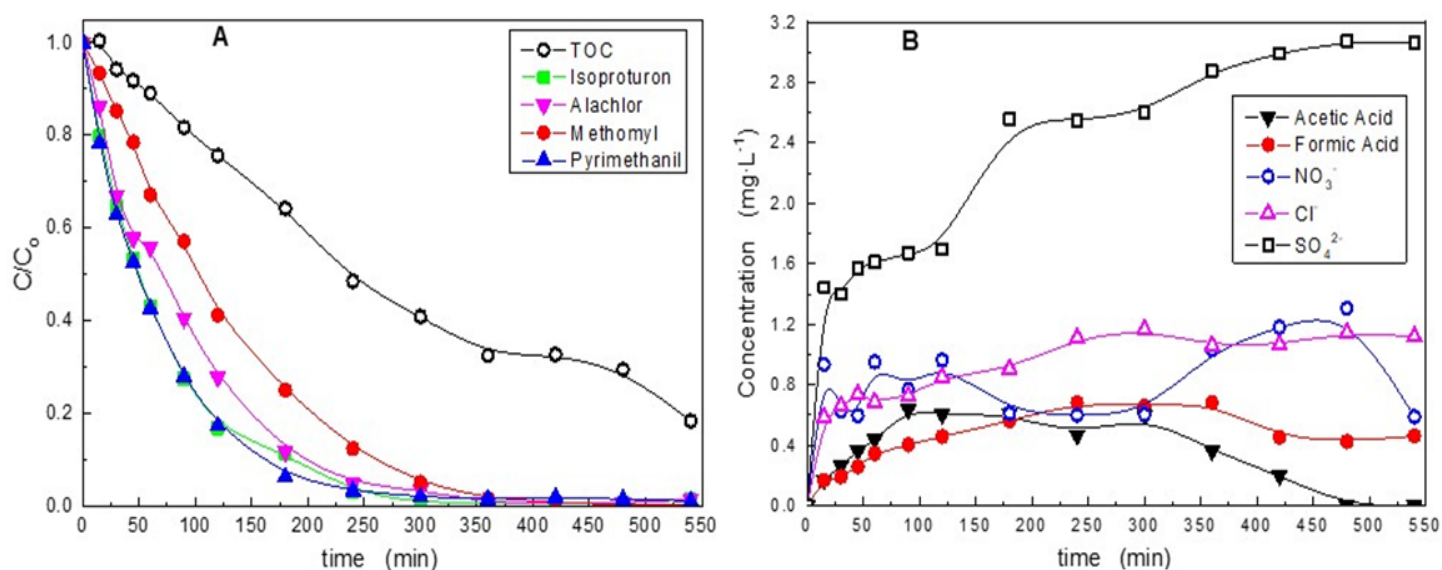 A
1.0
0.8
0.6
0.4
0.2
0.0
C/C₀
0 50 100 150 200 250 300 350 400 450 500 550
time (min)
TOC
Isoproturon
Alachlor
Methomyl
Pyrimethanil
B
3.2
2.8
2.4
2.0
1.6
1.2
0.8
0.4
0.0
Concentration (mg·L⁻¹)
0 50 100 150 200 250 300 350 400 450 500 550
time (min)
Acetic Acid
Formic Acid
NO₃⁻
Cl⁻
SO₄²⁻